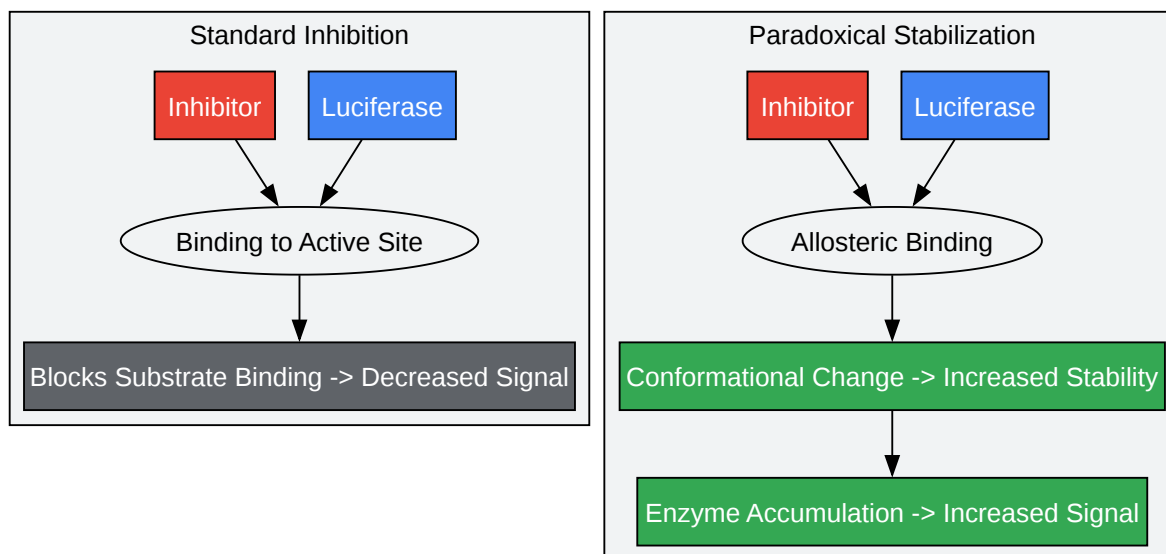 Standard Inhibition
Inhibitor
Luciferase
Binding to Active Site
Blocks Substrate Binding -> Decreased Signal
Paradoxical Stabilization
Inhibitor
Luciferase
Allosteric Binding
Conformational Change -> Increased Stability
Enzyme Accumulation -> Increased Signal